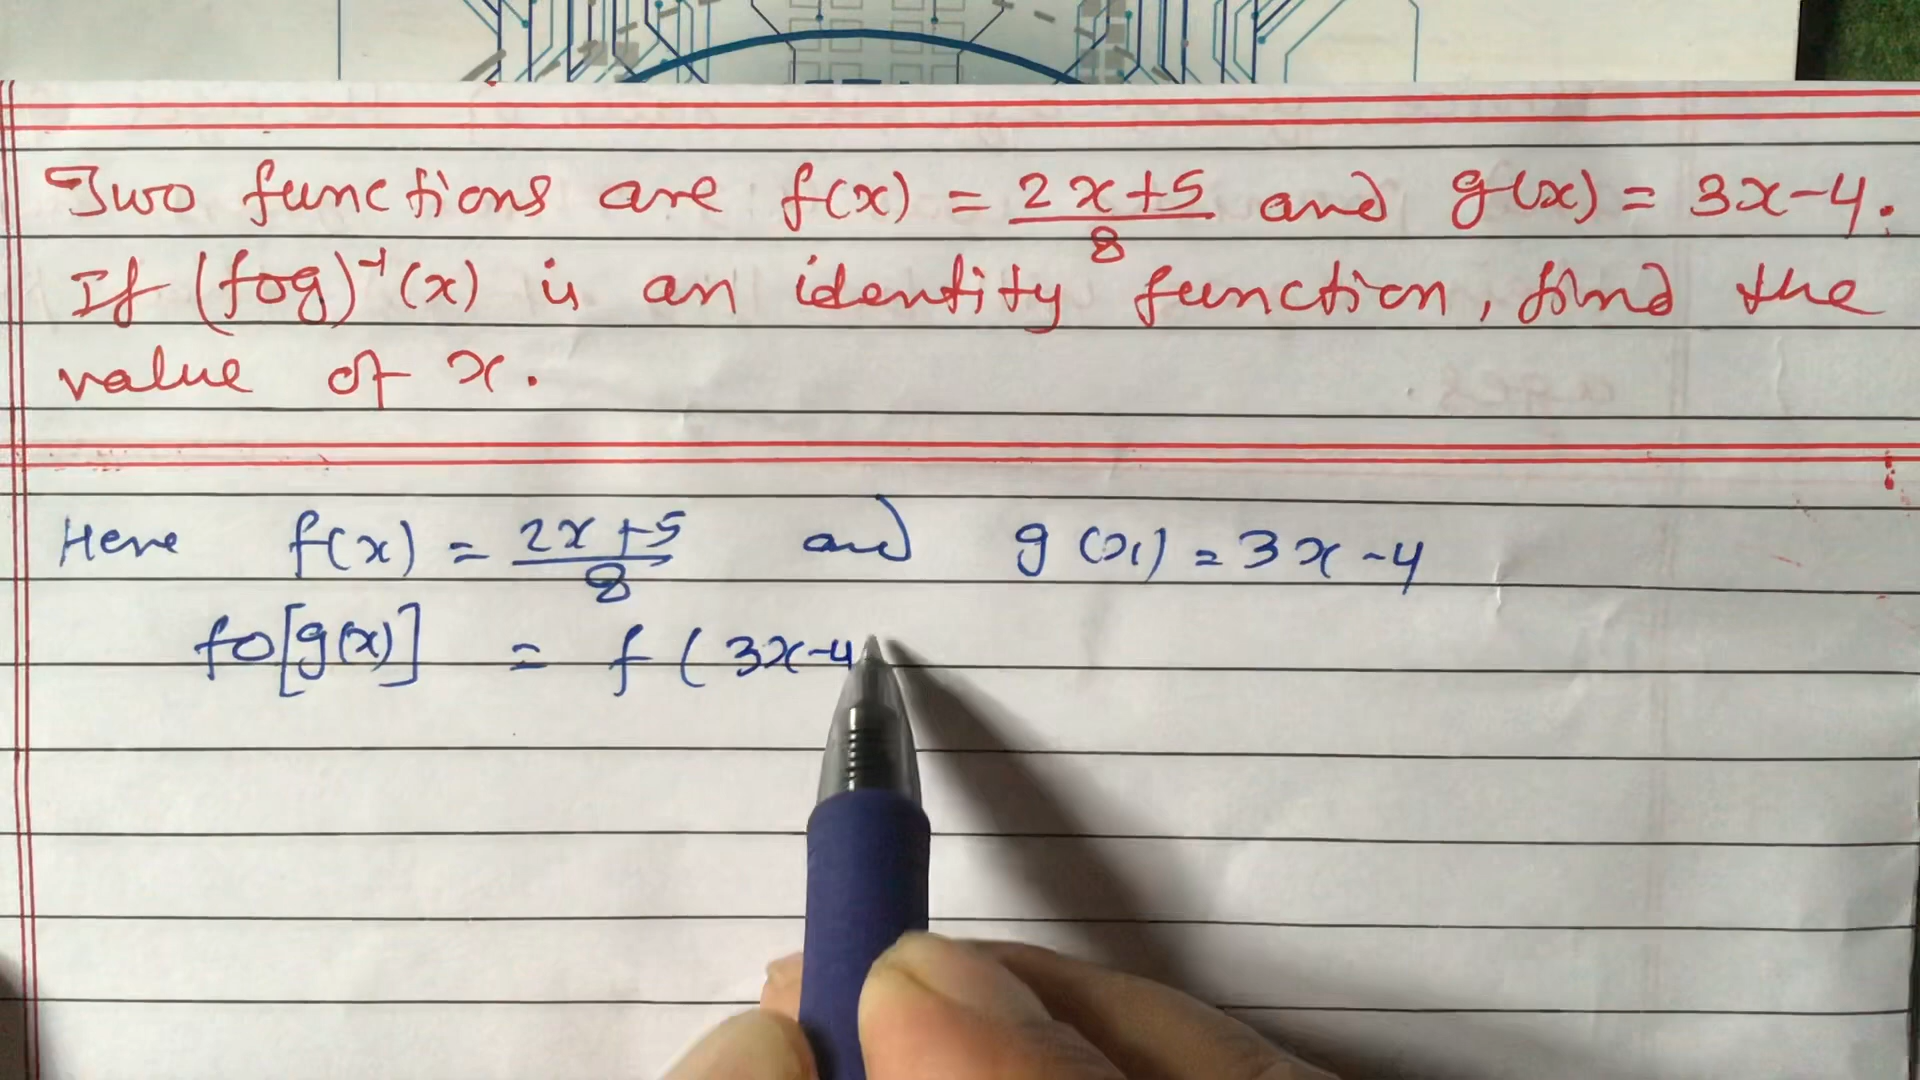 Two functions are f(x) = 2x+5/8 and g(x) = 3x-4.
If (fog)⁻¹(x) is an identity function, find the
value of x.
Here f(x) = 2x+5/8 and g(x) = 3x-4
fo[g(x)] = f(3x-4